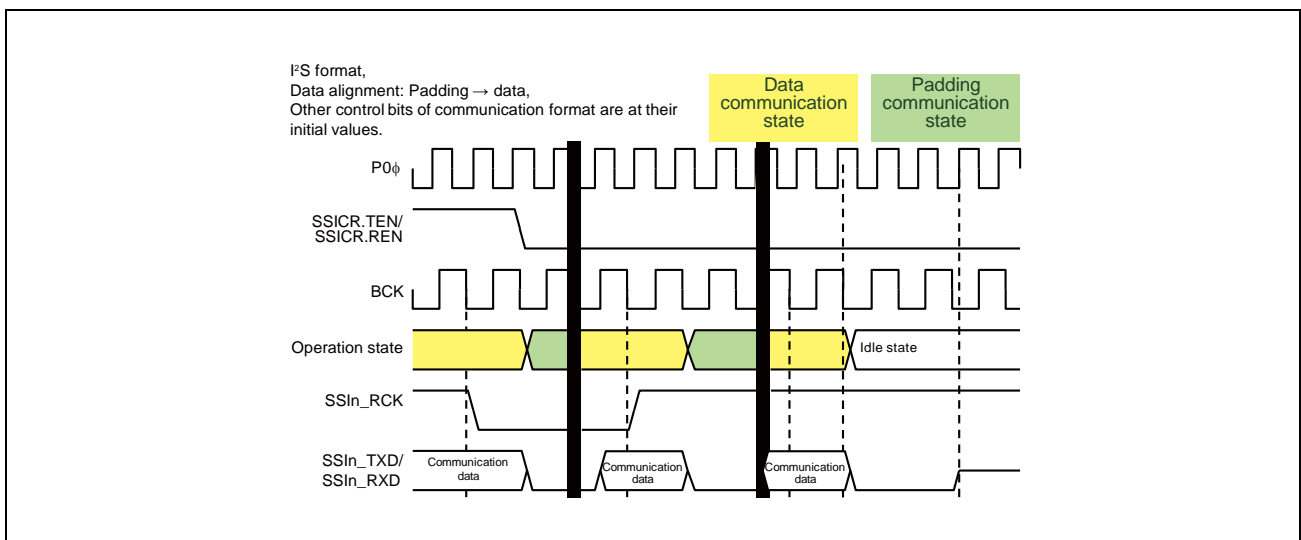 I²S format,
Data alignment: Padding → data,
Other control bits of communication format are at their
initial values.
Data
communication
state
Padding
communication
state
P0ϕ
SSICR.TEN/
SSICR.REN
BCK
Operation state
Idle state
SSIn_RCK
SSIn_TXD/
SSIn_RXD
Communication
data
Communication
data
Communication
data